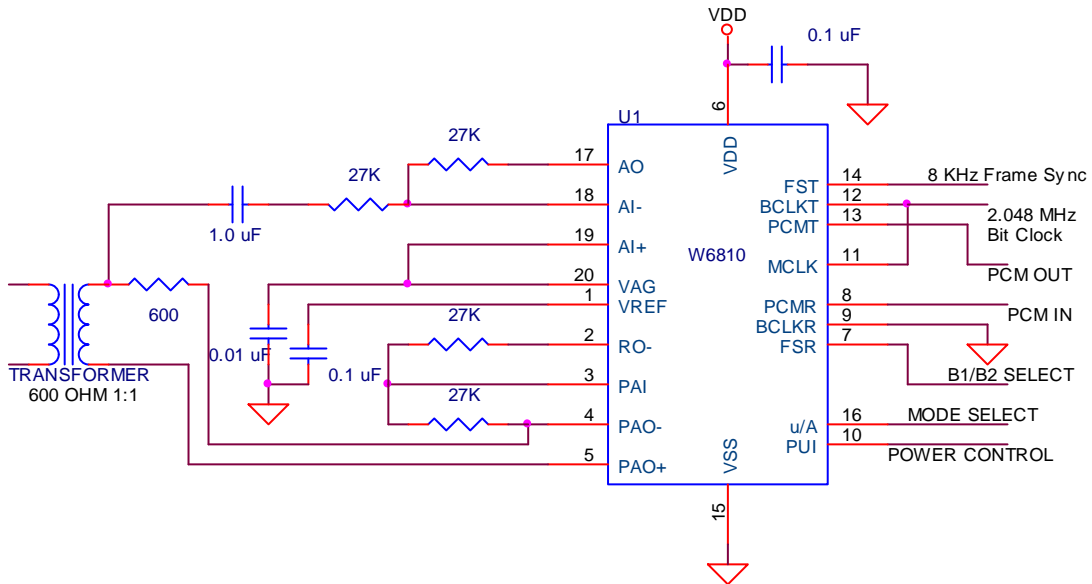 VDD
0.1 uF
6
U1
27K
17
AO
VDD
27K
18
AI-
FST
14
8 KHz Frame Sync
BCLKT
12
1.0 uF
19
AI+
PCMT
13
2.048 MHz
Bit Clock
W6810
20
VAG
MCLK
11
PCM OUT
600
1
VREF
PCMR
8
PCM IN
27K
2
RO-
BCLKR
9
0.01 uF
0.1 uF
FSR
7
TRANSFORMER
600 OHM 1:1
3
PAI
B1/B2 SELECT
27K
4
PAO-
u/A
16
MODE SELECT
PUI
10
POWER CONTROL
5
PAO+
VSS
15